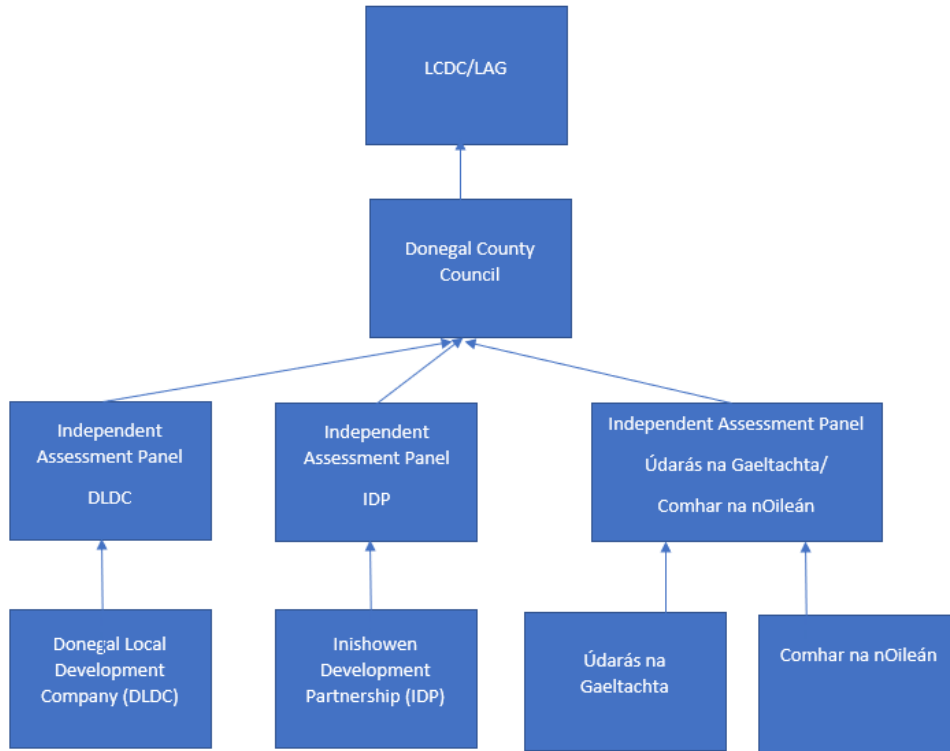 LCDC/LAG
Donegal County
Council
Independent
Assessment Panel
DLDC
Independent
Assessment Panel
IDP
Independent Assessment Panel
Údarás na Gaeltachta/
Comhar na nOileán
Donegal Local
Development
Company (DLDC)
Inishowen
Development
Partnership (IDP)
Údarás na
Gaeltachta
Comhar na nOileán